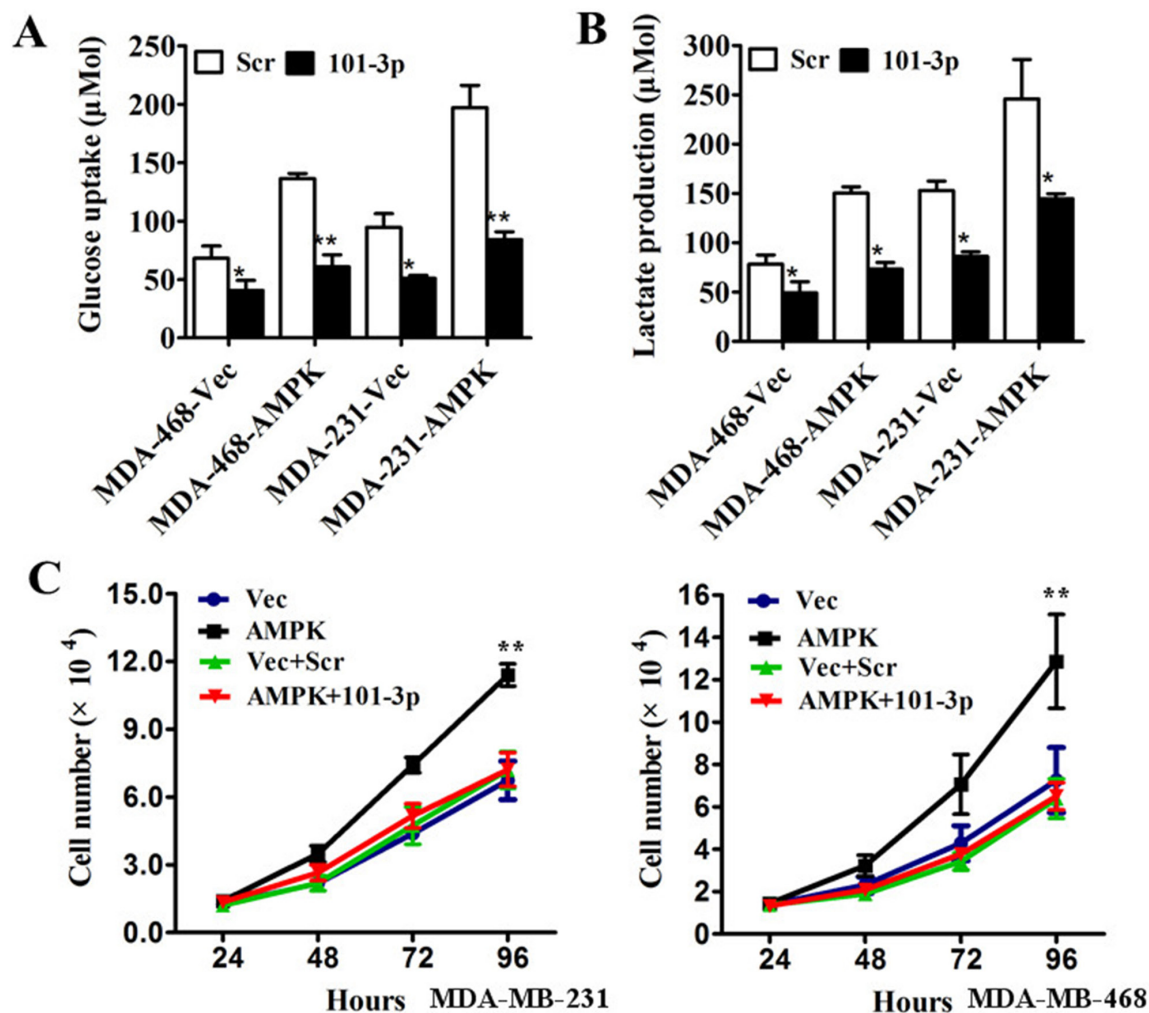 A
Glucose uptake (µMol)
250
200
150
100
50
0
Scr 101-3p
*
**
*
**
MDA-468-Vec
MDA-468-AMPK
MDA-231-Vec
MDA-231-AMPK
B
Lactate production (µMol)
300
250
200
150
100
50
0
Scr 101-3p
*
*
*
*
MDA-468-Vec
MDA-468-AMPK
MDA-231-Vec
MDA-231-AMPK
C
Cell number (× 10 4)
15.0
12.0
9.0
6.0
3.0
0.0
Vec
AMPK
Vec+Scr
AMPK+101-3p
**
24 48 72 96
Hours MDA-MB-231
Cell number (× 10 4)
16
14
12
10
8
6
4
2
0
Vec
AMPK
Vec+Scr
AMPK+101-3p
**
24 48 72 96
Hours MDA-MB-468